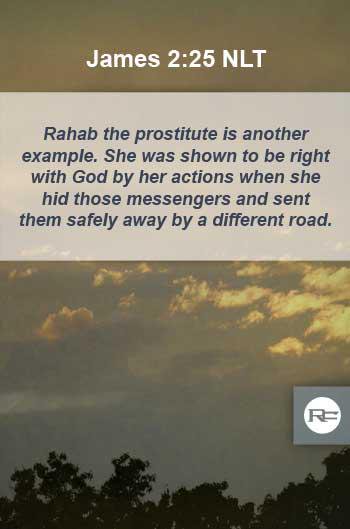 James 2:25 NLT
Rahab the prostitute is another
example. She was shown to be right
with God by her actions when she
hid those messengers and sent
them safely away by a different road.
RF